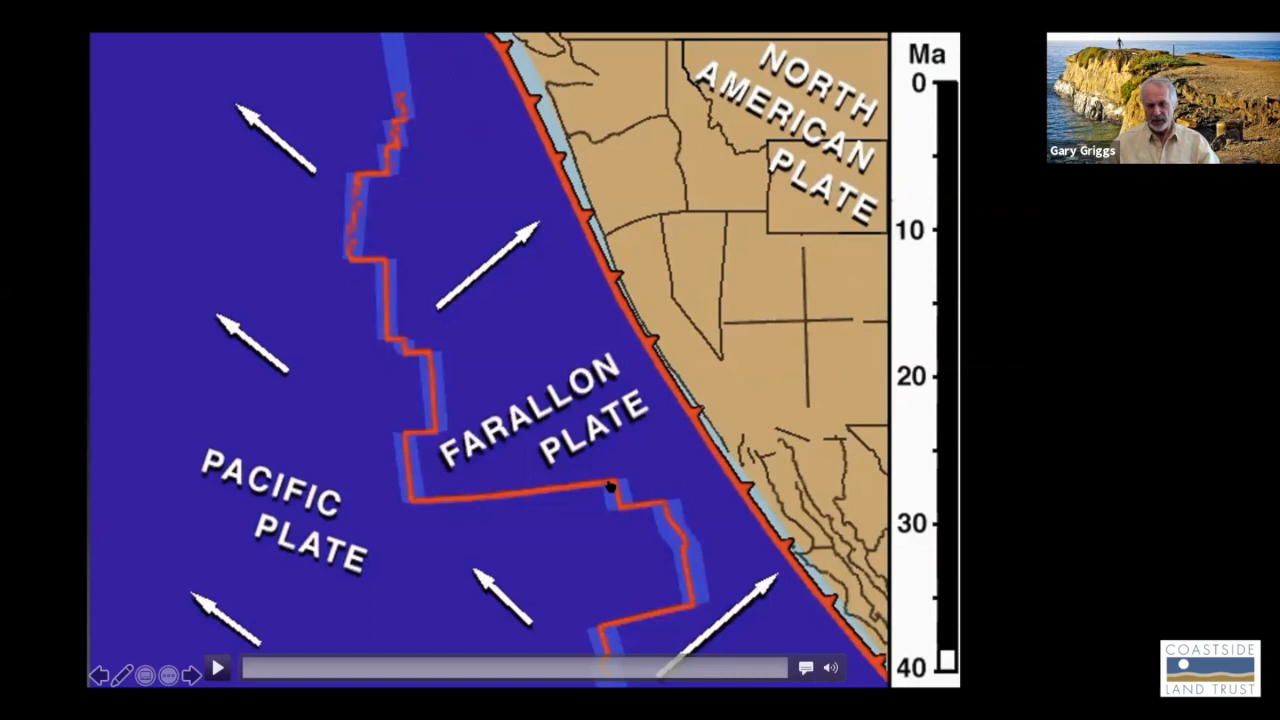 NORTH
AMERICAN
PLATE
FARALLON
PLATE
PACIFIC
PLATE
Ma
0
10
20
30
40
Gary Griggs
COASTSIDE
LAND TRUST